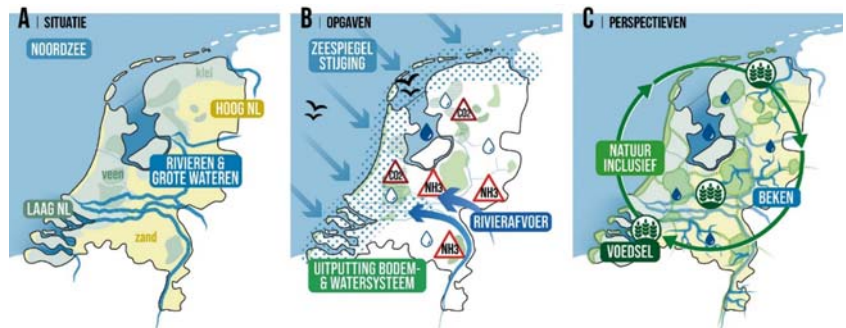 A | SITUATIE
NOORDZEE
klei
HOOG NL
RIVIEREN &
GROTE WATEREN
veen
LAAG NL
zand
B | OPGAVEN
ZEESPIEGEL
STIJGING
CO2
CO2
NH3
NH3
RIVIERAFVOER
NH3
UITPUTTING BODEM-
& WATERSYSTEEM
C | PERSPECTIEVEN
NATUUR
INCLUSIEF
BEKEN
VOEDSEL